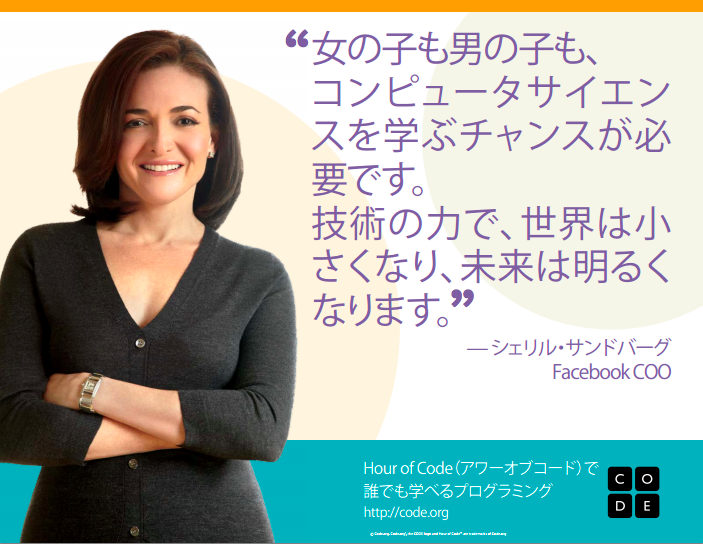 “女の子も男の子も、
コンピュータサイエン
スを学ぶチャンスが必
要です。
技術の力で、世界は小
さくなり、未来は明るく
なります。”
— シェリル・サンドバーグ
Facebook COO
Hour of Code（アワーオブコード）で
誰でも学べるプログラミング
http://code.org
C O
D E